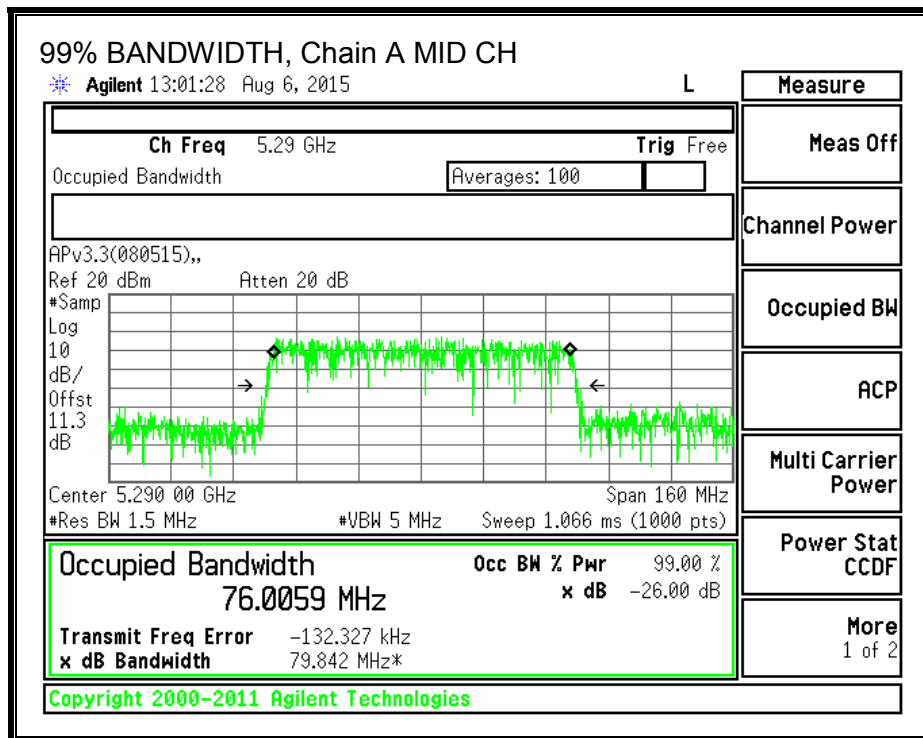 99% BANDWIDTH, Chain A MID CH
Agilent 13:01:28 Aug 6, 2015 L
Measure
Ch Freq 5.29 GHz Trig Free
Occupied Bandwidth Averages: 100
APv3.3(080515),,
Ref 20 dBm Atten 20 dB
#Samp
Log
10
dB/
Offst
11.3
dB
Center 5.290 00 GHz Span 160 MHz
#Res BW 1.5 MHz #VBW 5 MHz Sweep 1.066 ms (1000 pts)
Occupied Bandwidth Occ BW % Pwr 99.00 %
76.0059 MHz x dB -26.00 dB
Transmit Freq Error -132.327 kHz
x dB Bandwidth 79.842 MHz*
Meas Off
Channel Power
Occupied BW
ACP
Multi Carrier
Power
Power Stat
CCDF
More
1 of 2
Copyright 2000-2011 Agilent Technologies